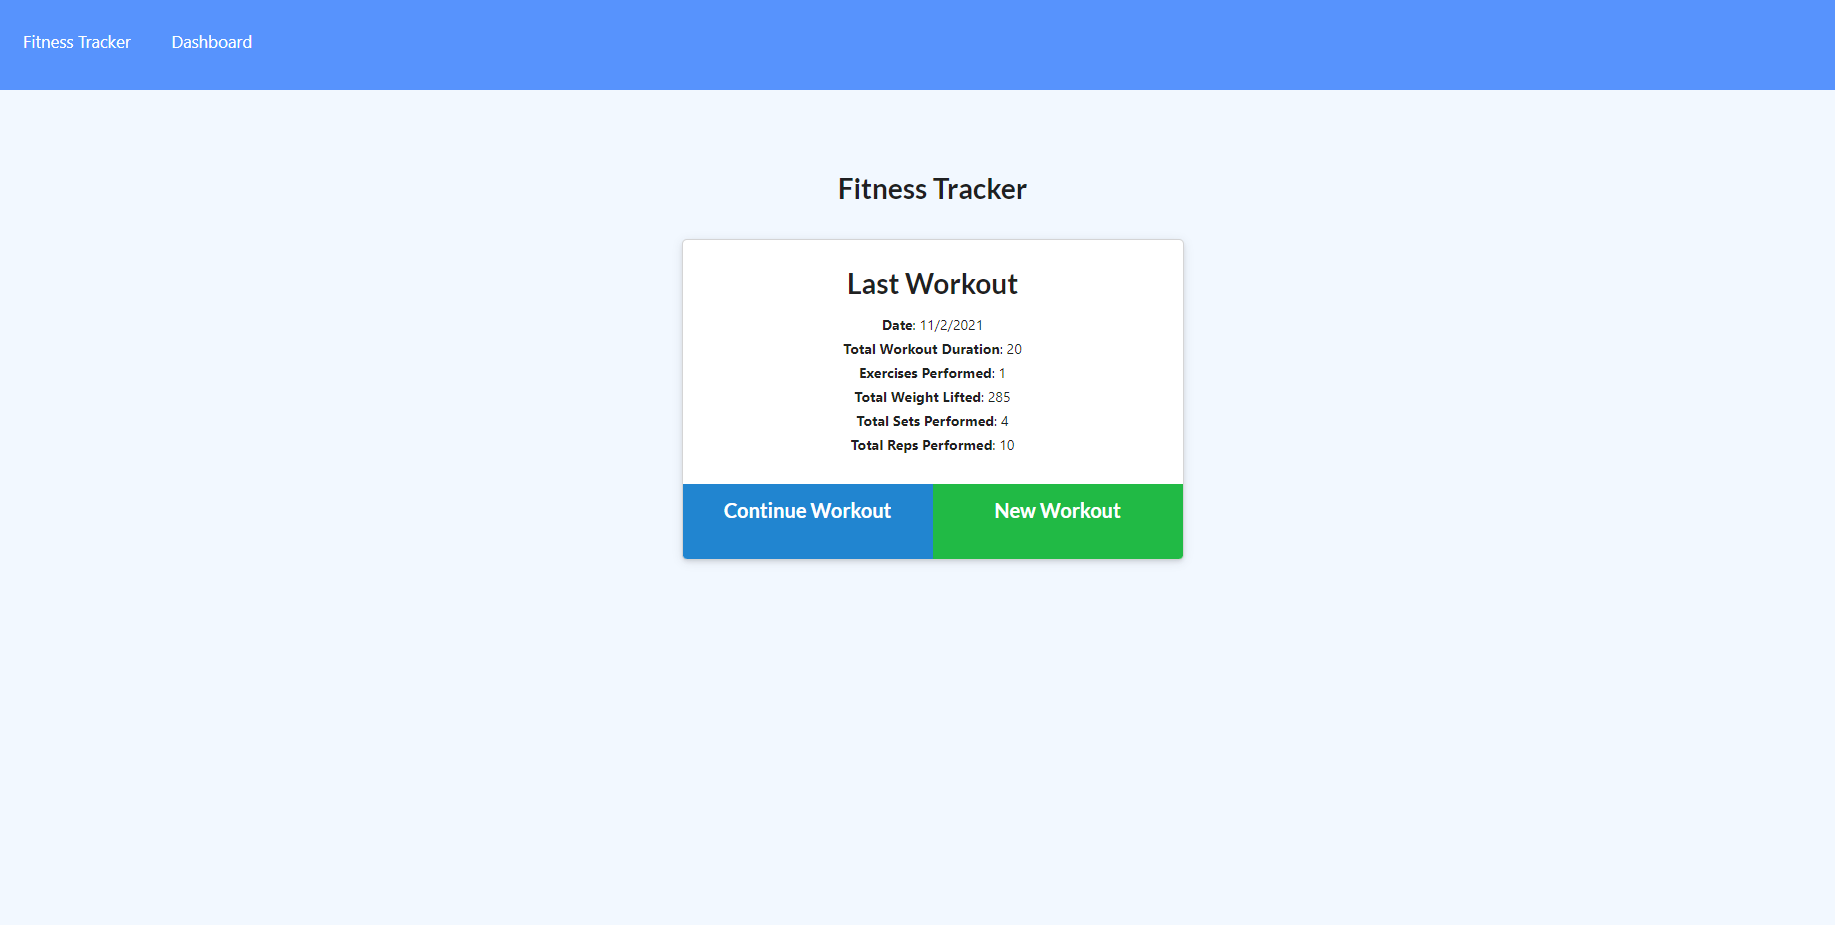 Fitness Tracker Dashboard
Fitness Tracker
Last Workout
Date: 11/2/2021
Total Workout Duration: 20
Exercises Performed: 1
Total Weight Lifted: 285
Total Sets Performed: 4
Total Reps Performed: 10
Continue Workout New Workout